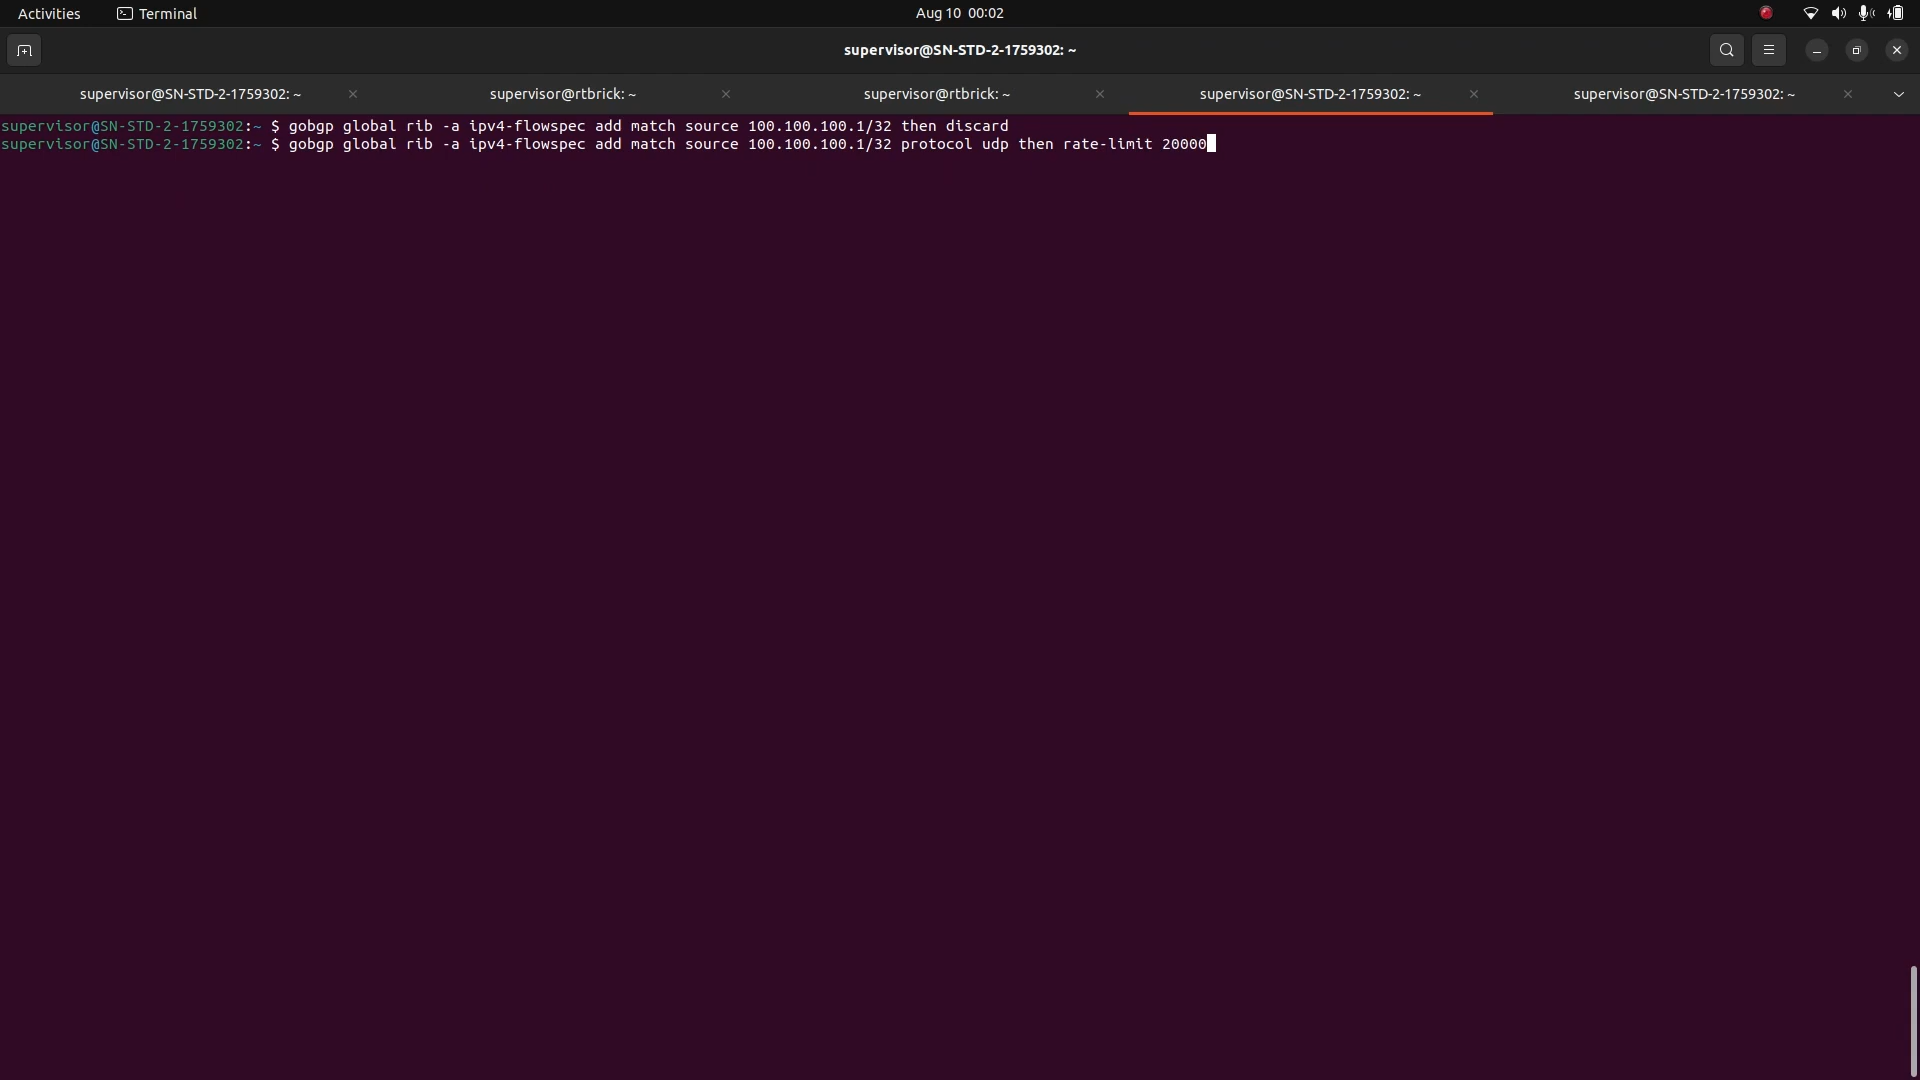 Activities Terminal Aug 10 00:02
supervisor@SN-STD-2-1759302: ~
supervisor@SN-STD-2-1759302: ~ supervisor@rtbrick: ~ supervisor@rtbrick: ~ supervisor@SN-STD-2-1759302: ~ supervisor@SN-STD-2-1759302: ~
supervisor@SN-STD-2-1759302:~ $ gobgp global rib -a ipv4-flowspec add match source 100.100.100.1/32 then discard
supervisor@SN-STD-2-1759302:~ $ gobgp global rib -a ipv4-flowspec add match source 100.100.100.1/32 protocol udp then rate-limit 20000